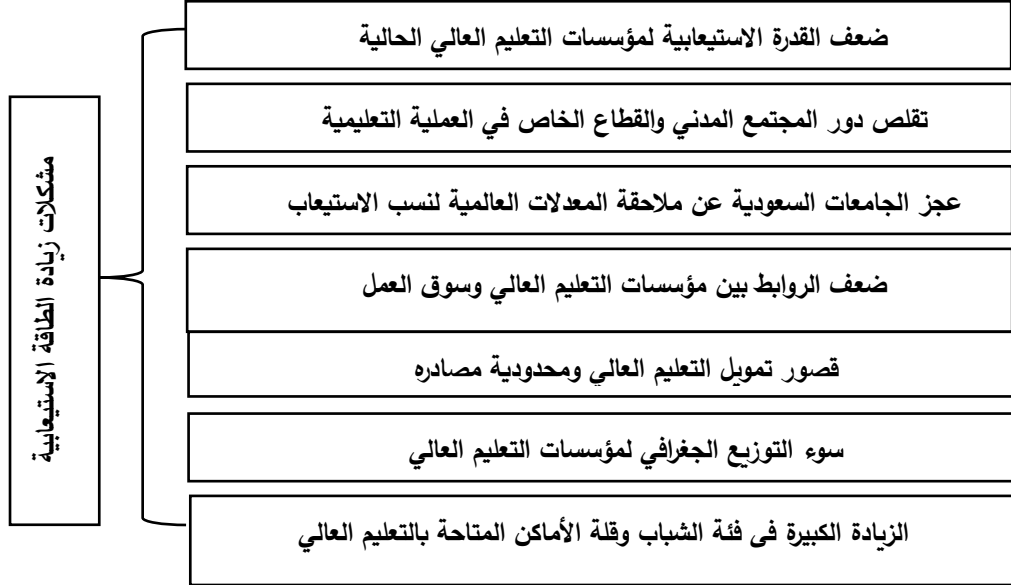 مشكلات زيادة الطاقة الاستيعابية
ضعف القدرة الاستيعابية لمؤسسات التعليم العالي الحالية
تقلص دور المجتمع المدني والقطاع الخاص في العملية التعليمية
عجز الجامعات السعودية عن ملاحقة المعدلات العالمية لنسب الاستيعاب
ضعف الروابط بين مؤسسات التعليم العالي وسوق العمل
قصور تمويل التعليم العالي ومحدودية مصادره
سوء التوزيع الجغرافي لمؤسسات التعليم العالي
الزيادة الكبيرة فى فئة الشباب وقلة الأماكن المتاحة بالتعليم العالي